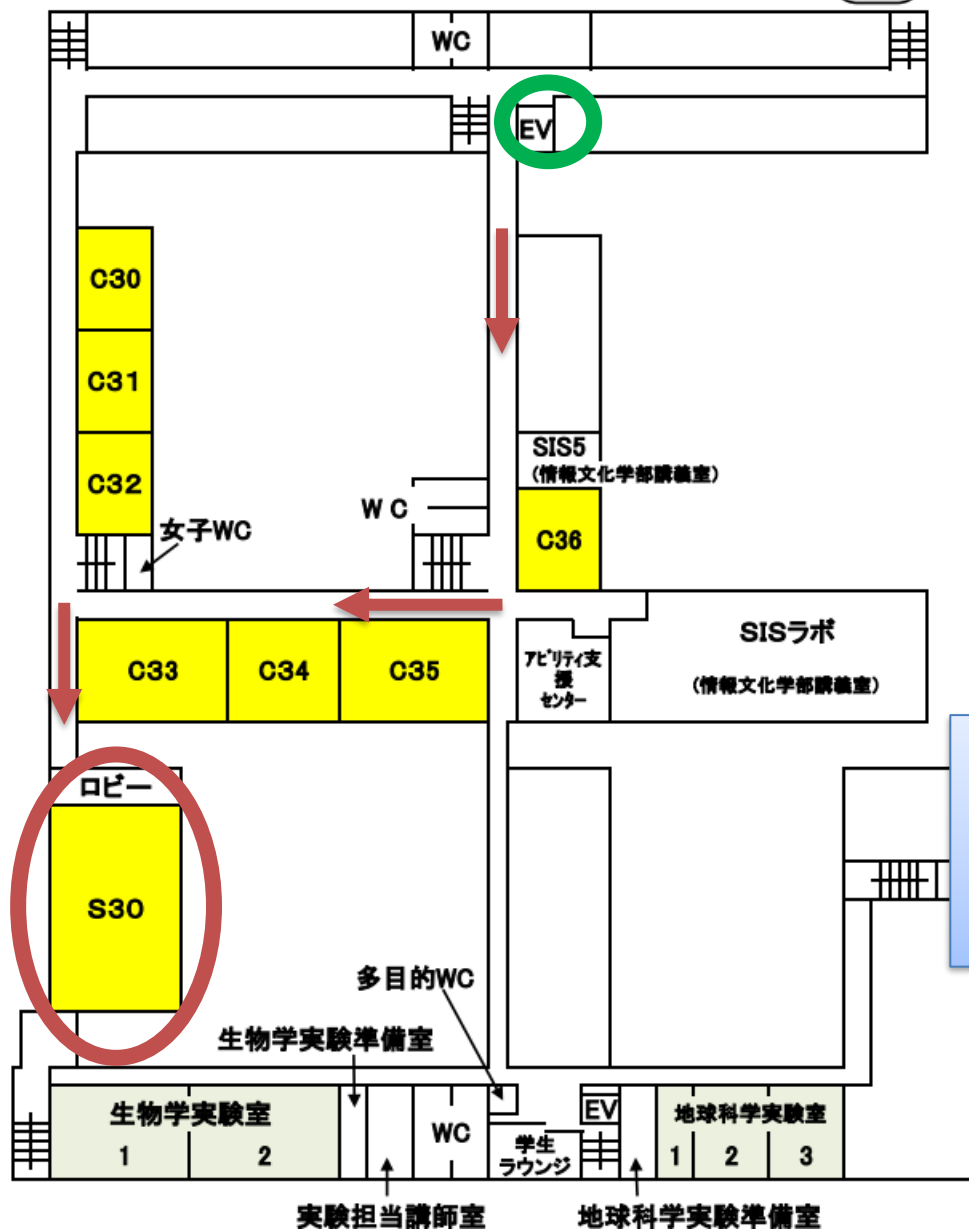 WC
EV
C30
C31
C32
女子WC
WC
SIS5
(情報文化学部講義室)
C36
C33
C34
C35
アビリティ支
援
センター
SISラボ
(情報文化学部講義室)
ロビー
S30
多目的WC
生物学実験準備室
生物学実験室
1
2
WC
学生
ラウンジ
EV
地球科学実験室
1
2
3
実験担当講師室
地球科学実験準備室